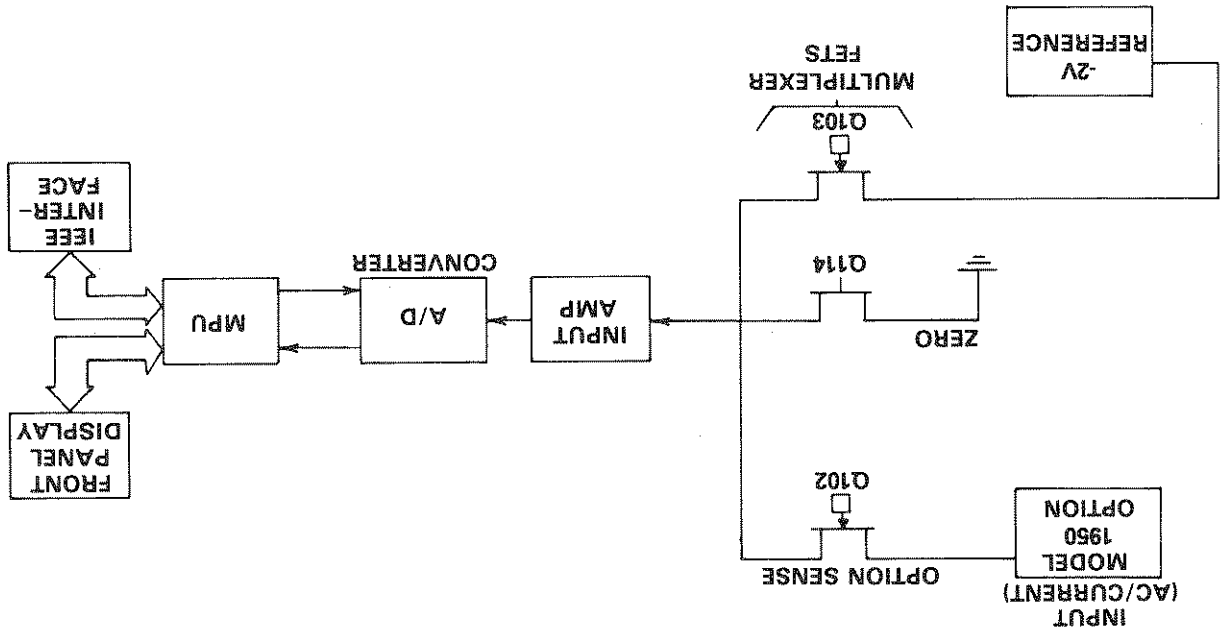 INPUT
(AC/CURRENT)
MODEL
1950
OPTION
OPTION SENSE
Q102
FRONT
PANEL
DISPLAY
ZERO
Q114
INPUT
AMP
A/D
CONVERTER
MPU
IEEE
INTER-
FACE
Q103
MULTIPLEXER
FETS
-2V
REFERENCE